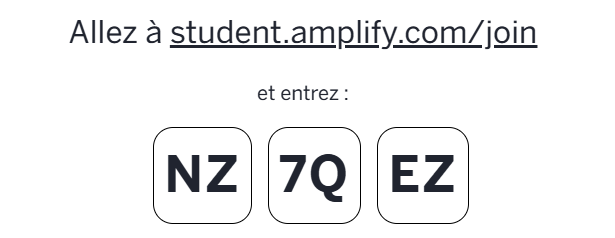 Allez à student.amplify.com/join
et entrez :
NZ 7Q EZ